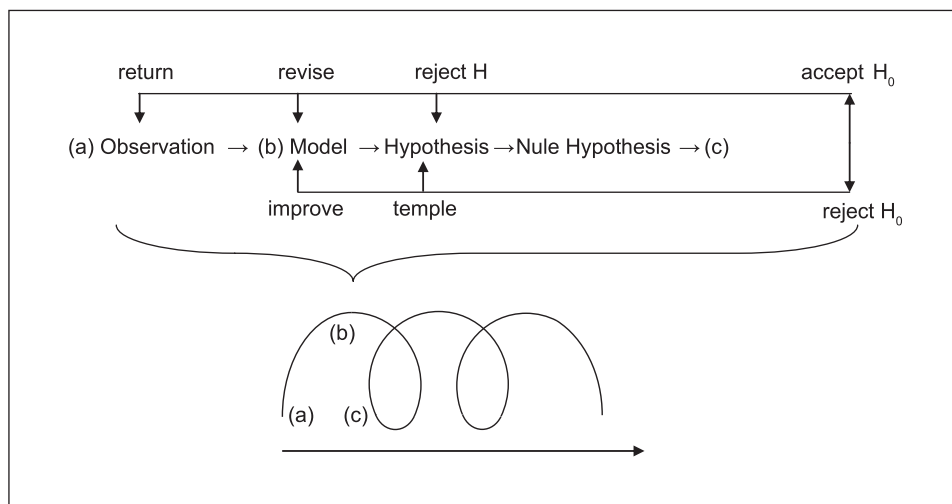 return revise reject H accept H₀
(a) Observation → (b) Model → Hypothesis → Nule Hypothesis → (c)
improve temple reject H₀
(b)
(a) (c)